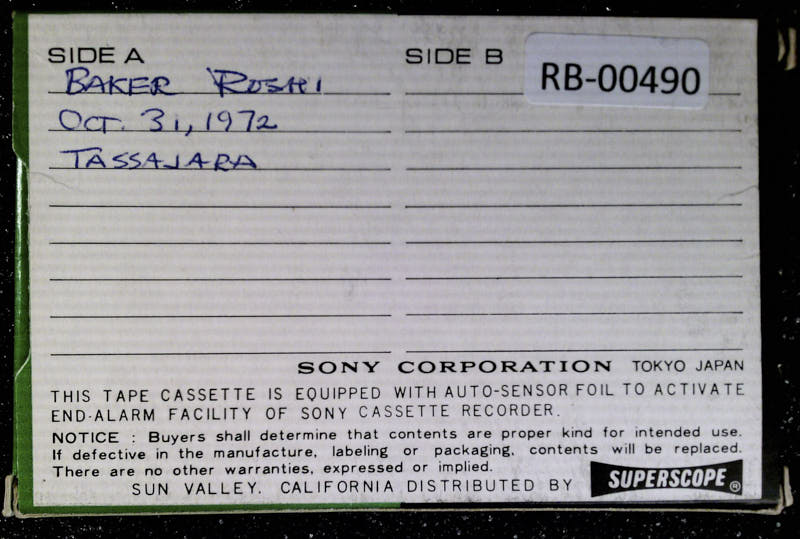 SIDE A
BAKER ROSHI
OCT. 31, 1972
TASSAJARA
SIDE B
RB-00490
SONY CORPORATION TOKYO JAPAN
THIS TAPE CASSETTE IS EQUIPPED WITH AUTO-SENSOR FOIL TO ACTIVATE
END-ALARM FACILITY OF SONY CASSETTE RECORDER.
NOTICE : Buyers shall determine that contents are proper kind for intended use.
If defective in the manufacture, labeling or packaging, contents will be replaced.
There are no other warranties, expressed or implied.
SUN VALLEY. CALIFORNIA DISTRIBUTED BY SUPERSCOPE ®